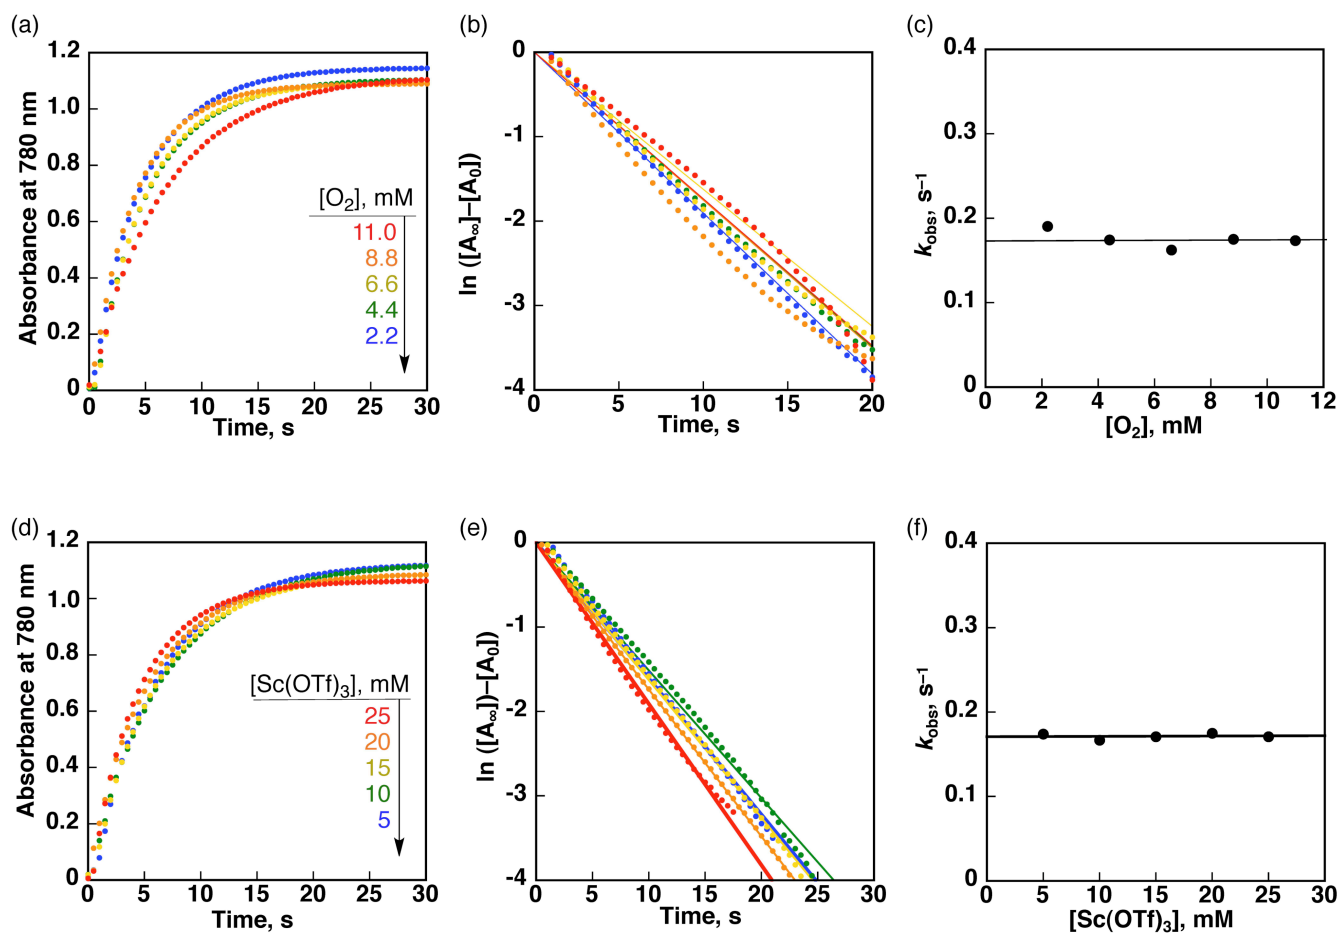 (a)
Absorbance at 780 nm
1.2
1.0
0.8
0.6
0.4
0.2
0
[O2], mM
11.0
8.8
6.6
4.4
2.2
0 5 10 15 20 25 30
Time, s
(b)
ln ([A∞]–[A0])
0
-1
-2
-3
-4
0 5 10 15 20
Time, s
(c)
kobs, s–1
0.4
0.3
0.2
0.1
0
0 2 4 6 8 10 12
[O2], mM
(d)
Absorbance at 780 nm
1.2
1.0
0.8
0.6
0.4
0.2
0
[Sc(OTf)3], mM
25
20
15
10
5
0 5 10 15 20 25 30
Time, s
(e)
ln ([A∞])–[A0])
0
-1
-2
-3
-4
0 5 10 15 20 25 30
Time, s
(f)
kobs, s–1
0.4
0.3
0.2
0.1
0
0 5 10 15 20 25 30
[Sc(OTf)3], mM